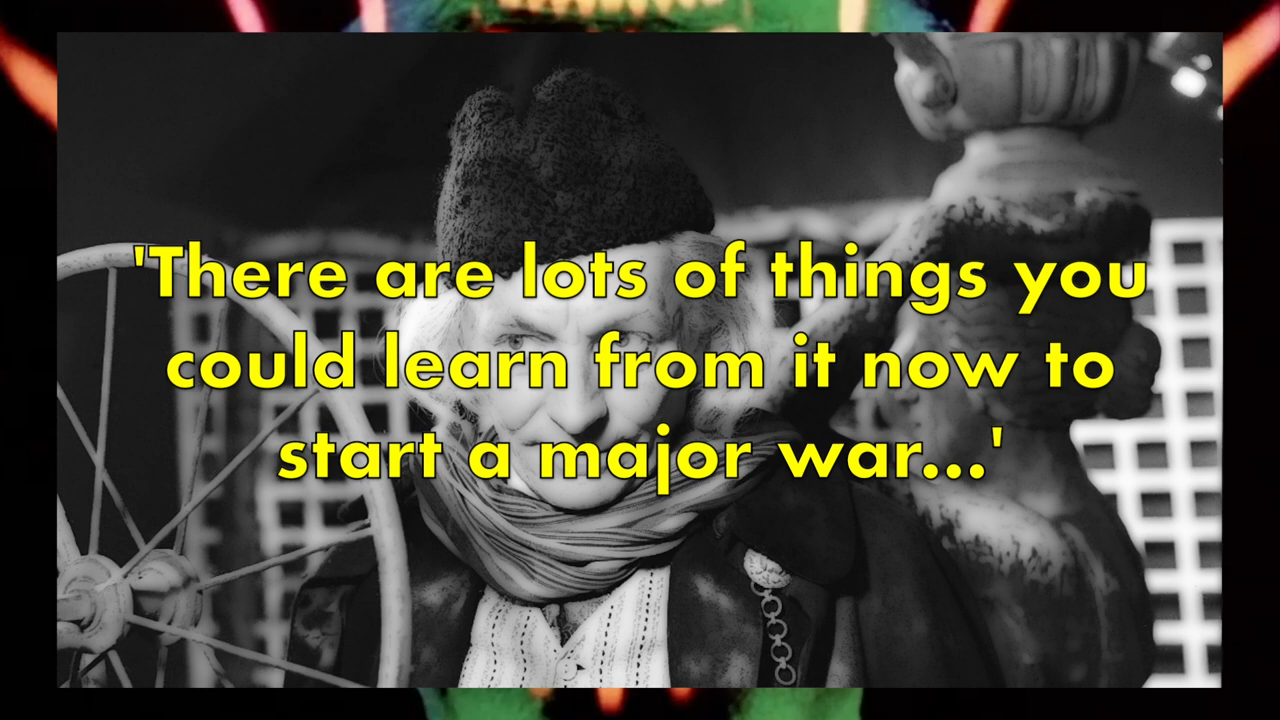 'There are lots of things you
could learn from it now to
start a major war...'